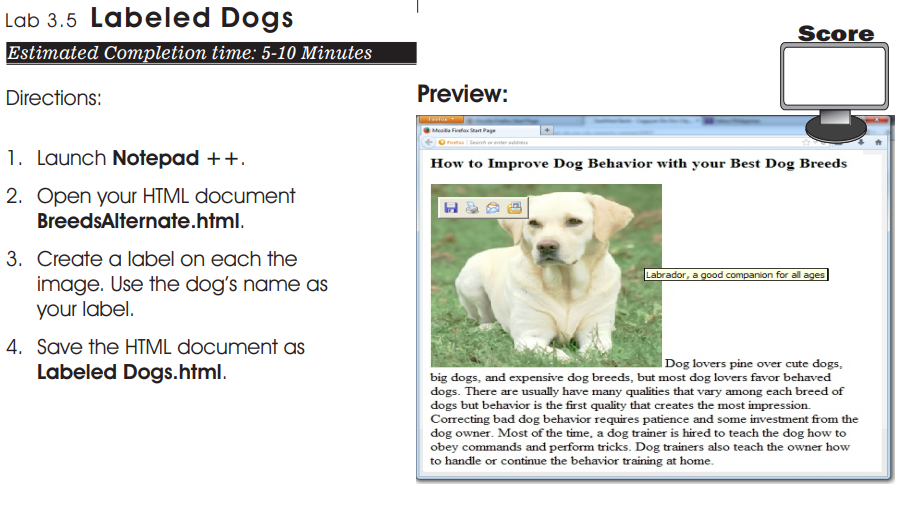 Lab 3.5 Labeled Dogs
Estimated Completion time: 5-10 Minutes
Score
Directions:
1. Launch Notepad ++.
2. Open your HTML document
BreedsAlternate.html.
3. Create a label on each the
image. Use the dog's name as
your label.
4. Save the HTML document as
Labeled Dogs.html.
Preview:
Firefox
Mozilla Firefox Start Page
Firefox
Search or enter address
How to Improve Dog Behavior with your Best Dog Breeds
Labrador, a good companion for all ages
Dog lovers pine over cute dogs,
big dogs, and expensive dog breeds, but most dog lovers favor behaved
dogs. There are usually have many qualities that vary among each breed of
dogs but behavior is the first quality that creates the most impression.
Correcting bad dog behavior requires patience and some investment from the
dog owner. Most of the time, a dog trainer is hired to teach the dog how to
obey commands and perform tricks. Dog trainers also teach the owner how
to handle or continue the behavior training at home.